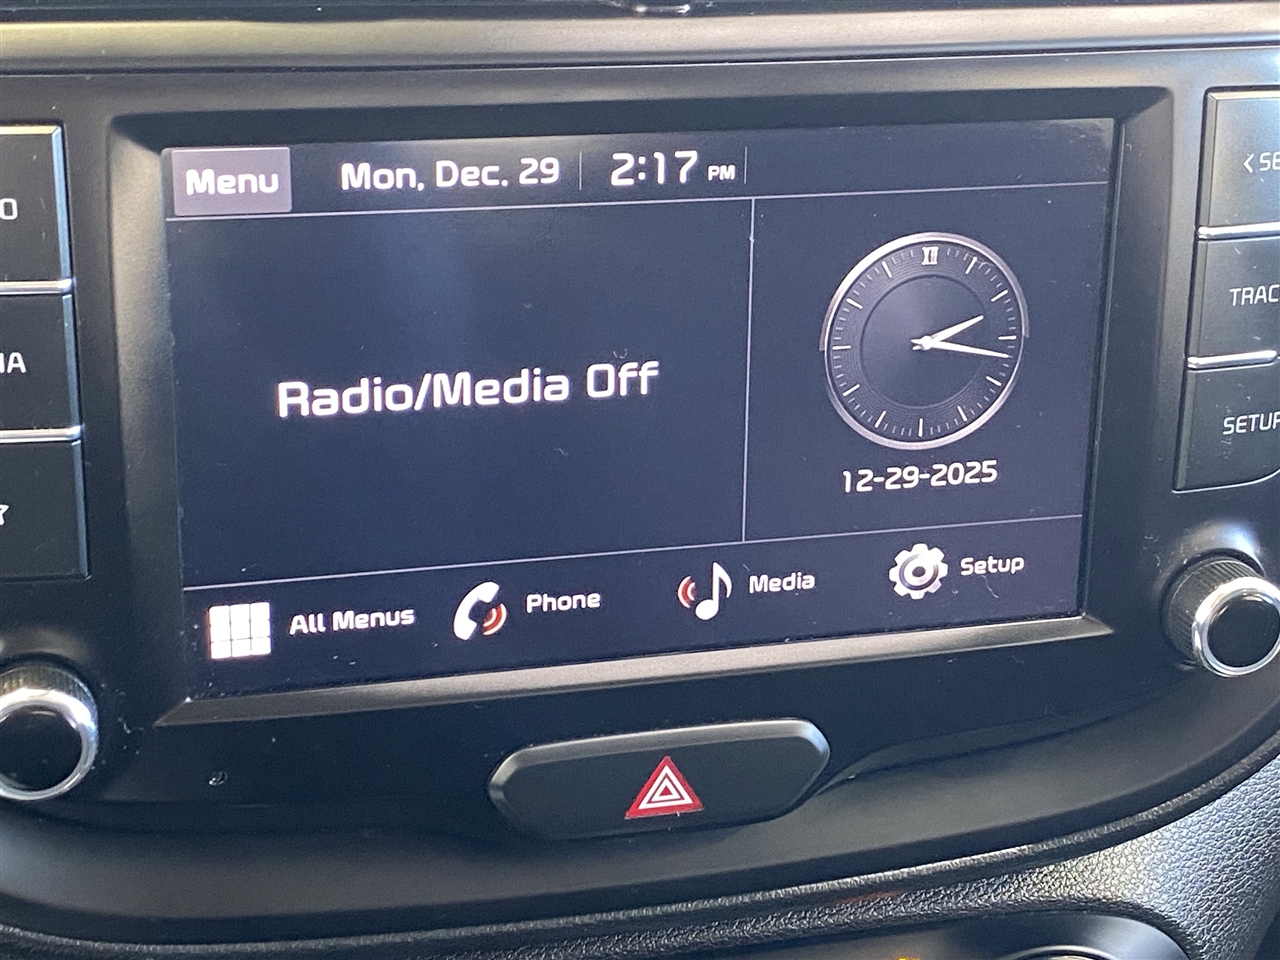 Menu
Mon, Dec. 29
2:17 PM
XII
Radio/Media Off
12-29-2025
All Menus
Phone
Media
Setup
TRAC
SETUP